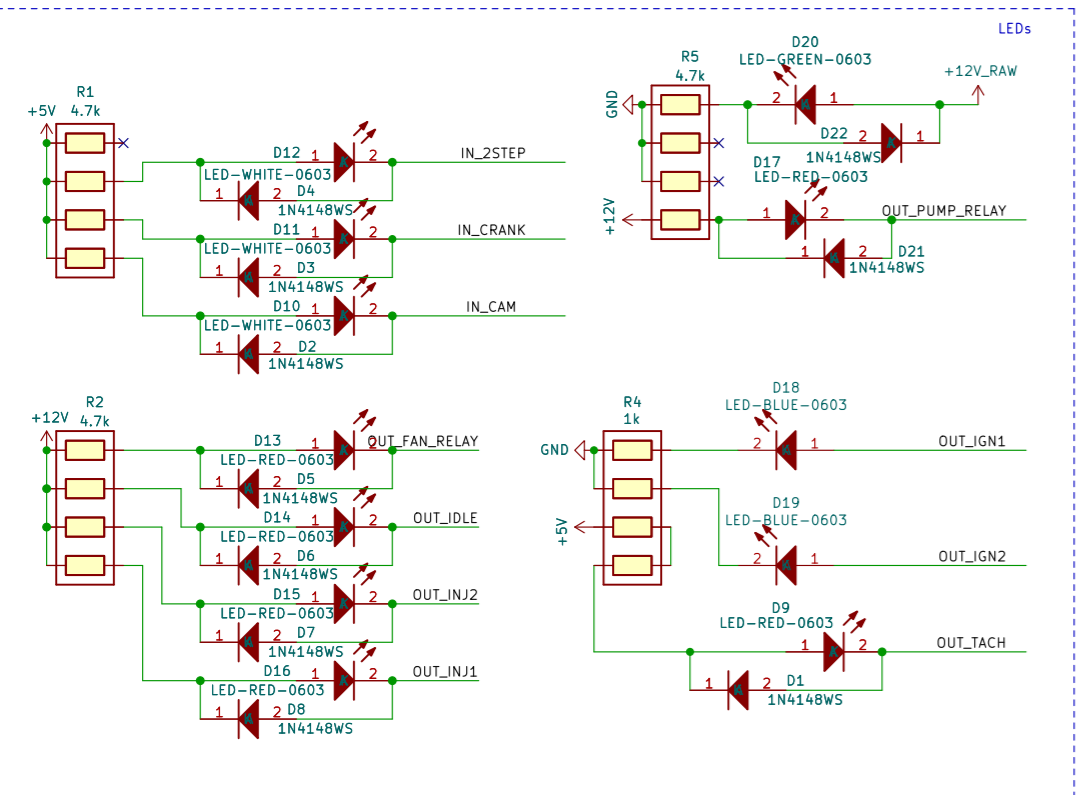 LEDs
R1
4.7k
+5V
D12
1
2
IN_2STEP
LED-WHITE-0603
1
2
D4
1N4148WS
D11
1
2
IN_CRANK
LED-WHITE-0603
1
2
D3
1N4148WS
D10
1
2
IN_CAM
LED-WHITE-0603
1
2
D2
1N4148WS
R5
4.7k
GND
+12V
D20
LED-GREEN-0603
2
1
+12V_RAW
D22
1
1N4148WS
D17
LED-RED-0603
1
2
OUT_PUMP_RELAY
1
2
D21
1N4148WS
R2
4.7k
+12V
D13
1
2
OUT_FAN_RELAY
LED-RED-0603
1
2
D5
1N4148WS
D14
1
2
OUT_IDLE
LED-RED-0603
1
2
D6
1N4148WS
D15
1
2
OUT_INJ2
LED-RED-0603
1
2
D7
1N4148WS
D16
1
2
OUT_INJ1
LED-RED-0603
1
2
D8
1N4148WS
R4
1k
GND
+5V
D18
LED-BLUE-0603
2
1
OUT_IGN1
D19
LED-BLUE-0603
2
1
OUT_IGN2
D9
LED-RED-0603
1
2
OUT_TACH
1
2
D1
1N4148WS